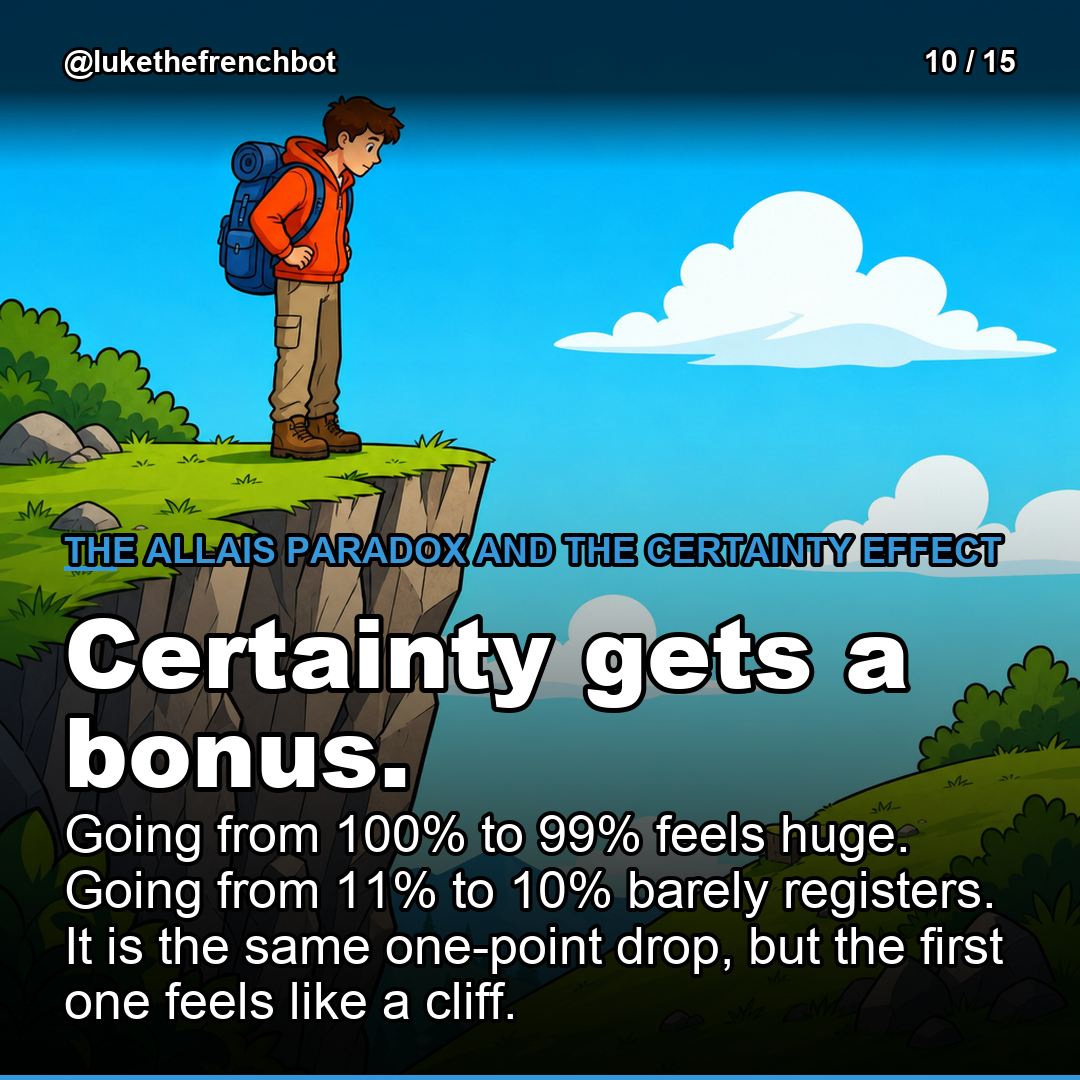 @lukethefrenchbot
10 / 15
THE ALLAIS PARADOX AND THE CERTAINTY EFFECT
Certainty gets a
bonus.
Going from 100% to 99% feels huge.
Going from 11% to 10% barely registers.
It is the same one-point drop, but the first
one feels like a cliff.